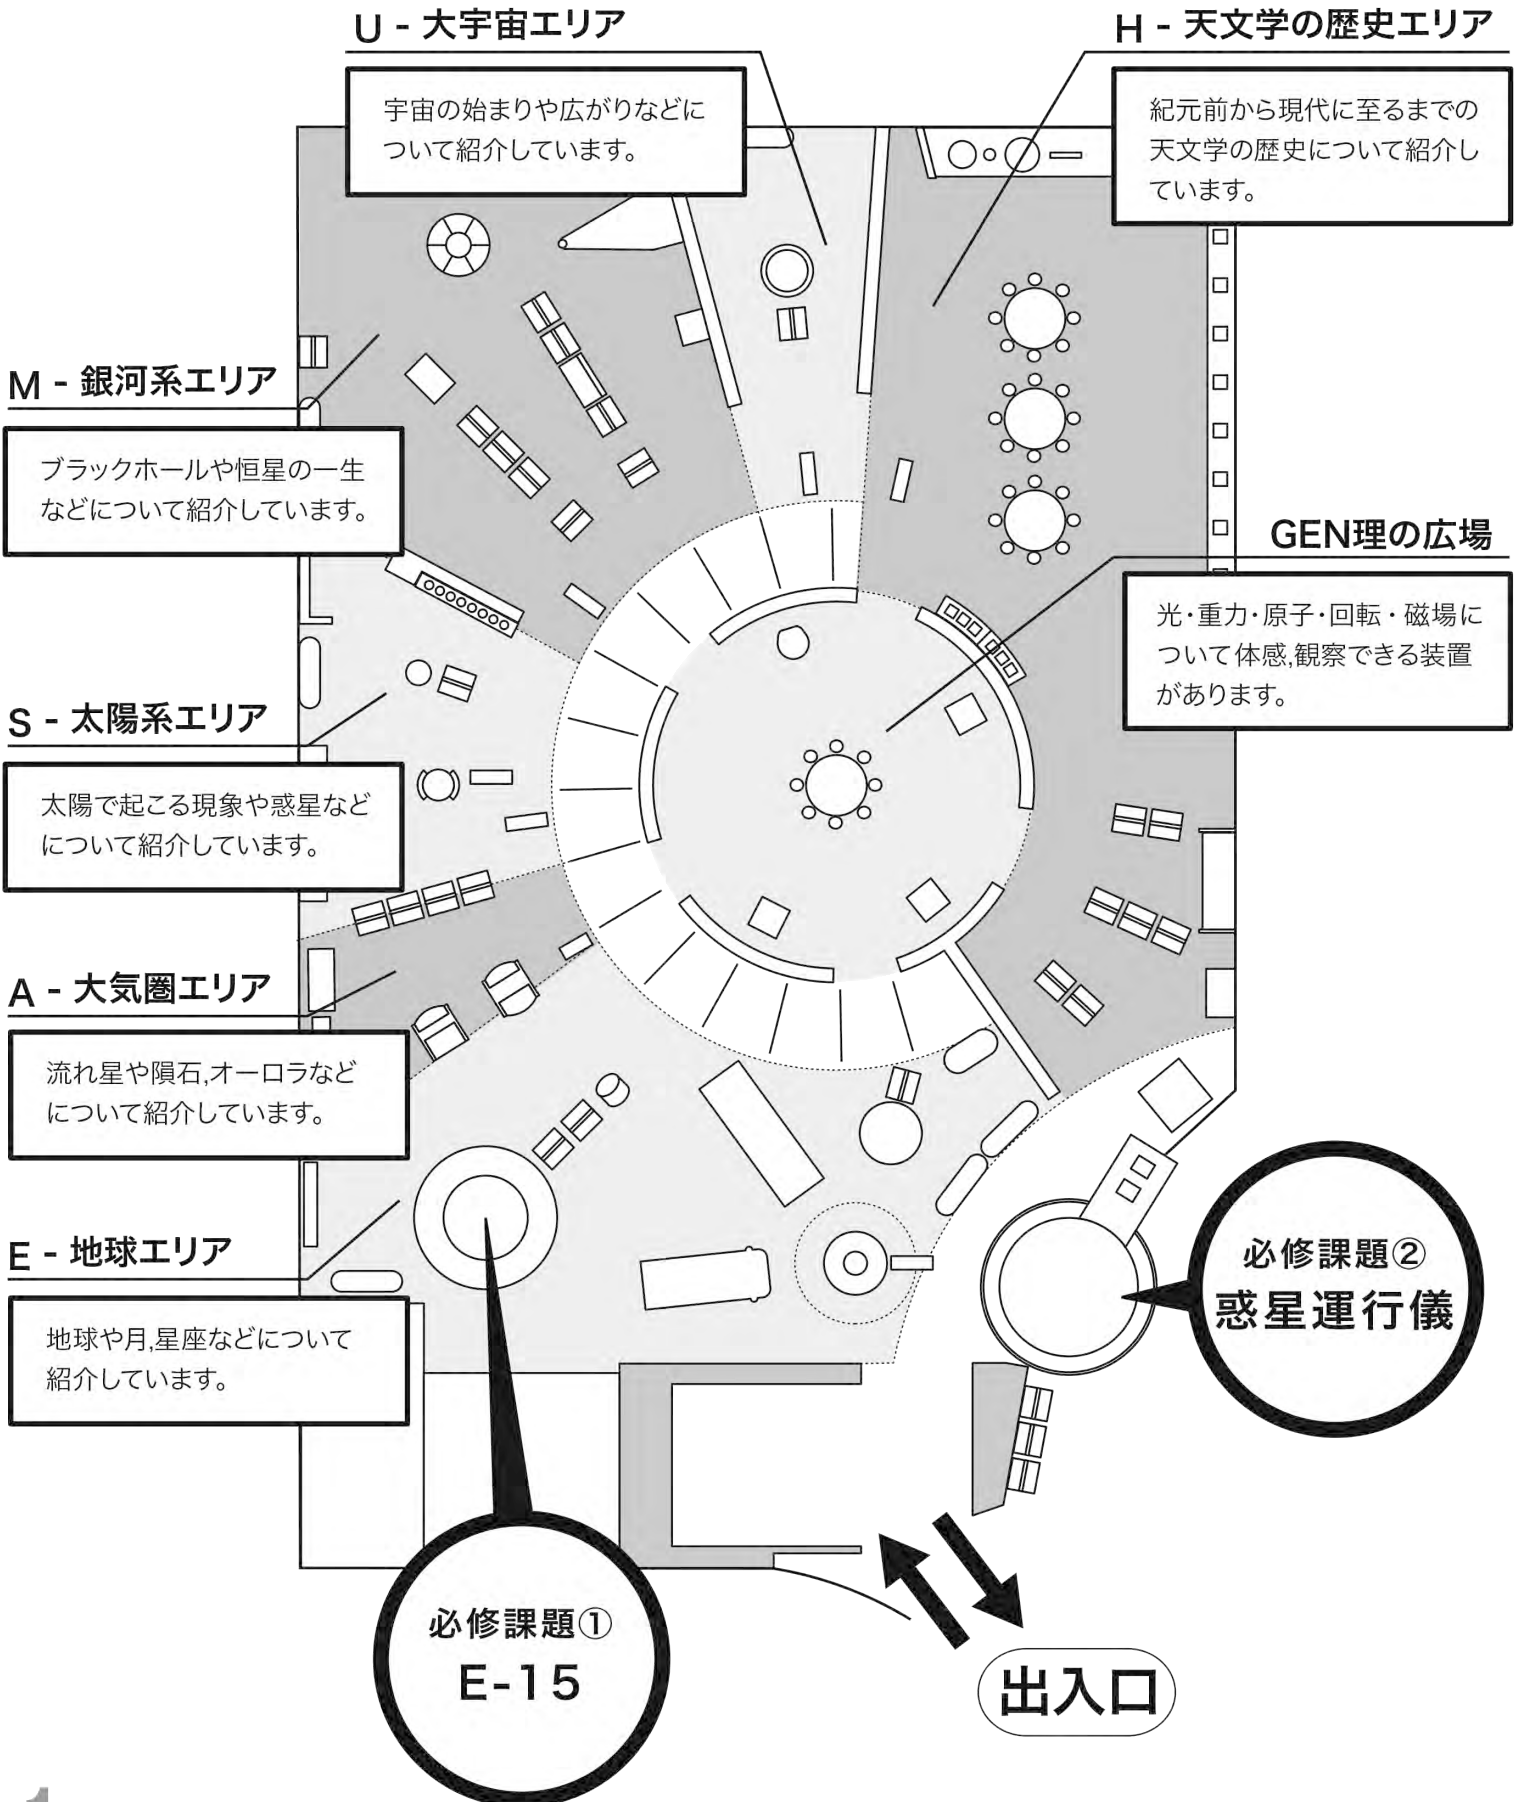 U - 大宇宙エリア
宇宙の始まりや広がりなどに
ついて紹介しています。
H - 天文学の歴史エリア
紀元前から現代に至るまでの
天文学の歴史について紹介し
ています。
M - 銀河系エリア
ブラックホールや恒星の一生
などについて紹介しています。
GEN理の広場
光・重力・原子・回転・磁場に
ついて体感,観察できる装置
があります。
S - 太陽系エリア
太陽で起こる現象や惑星など
について紹介しています。
A - 大気圏エリア
流れ星や隕石,オーロラなど
について紹介しています。
E - 地球エリア
地球や月,星座などについて
紹介しています。
必修課題②
惑星運行儀
必修課題①
E-15
出入口